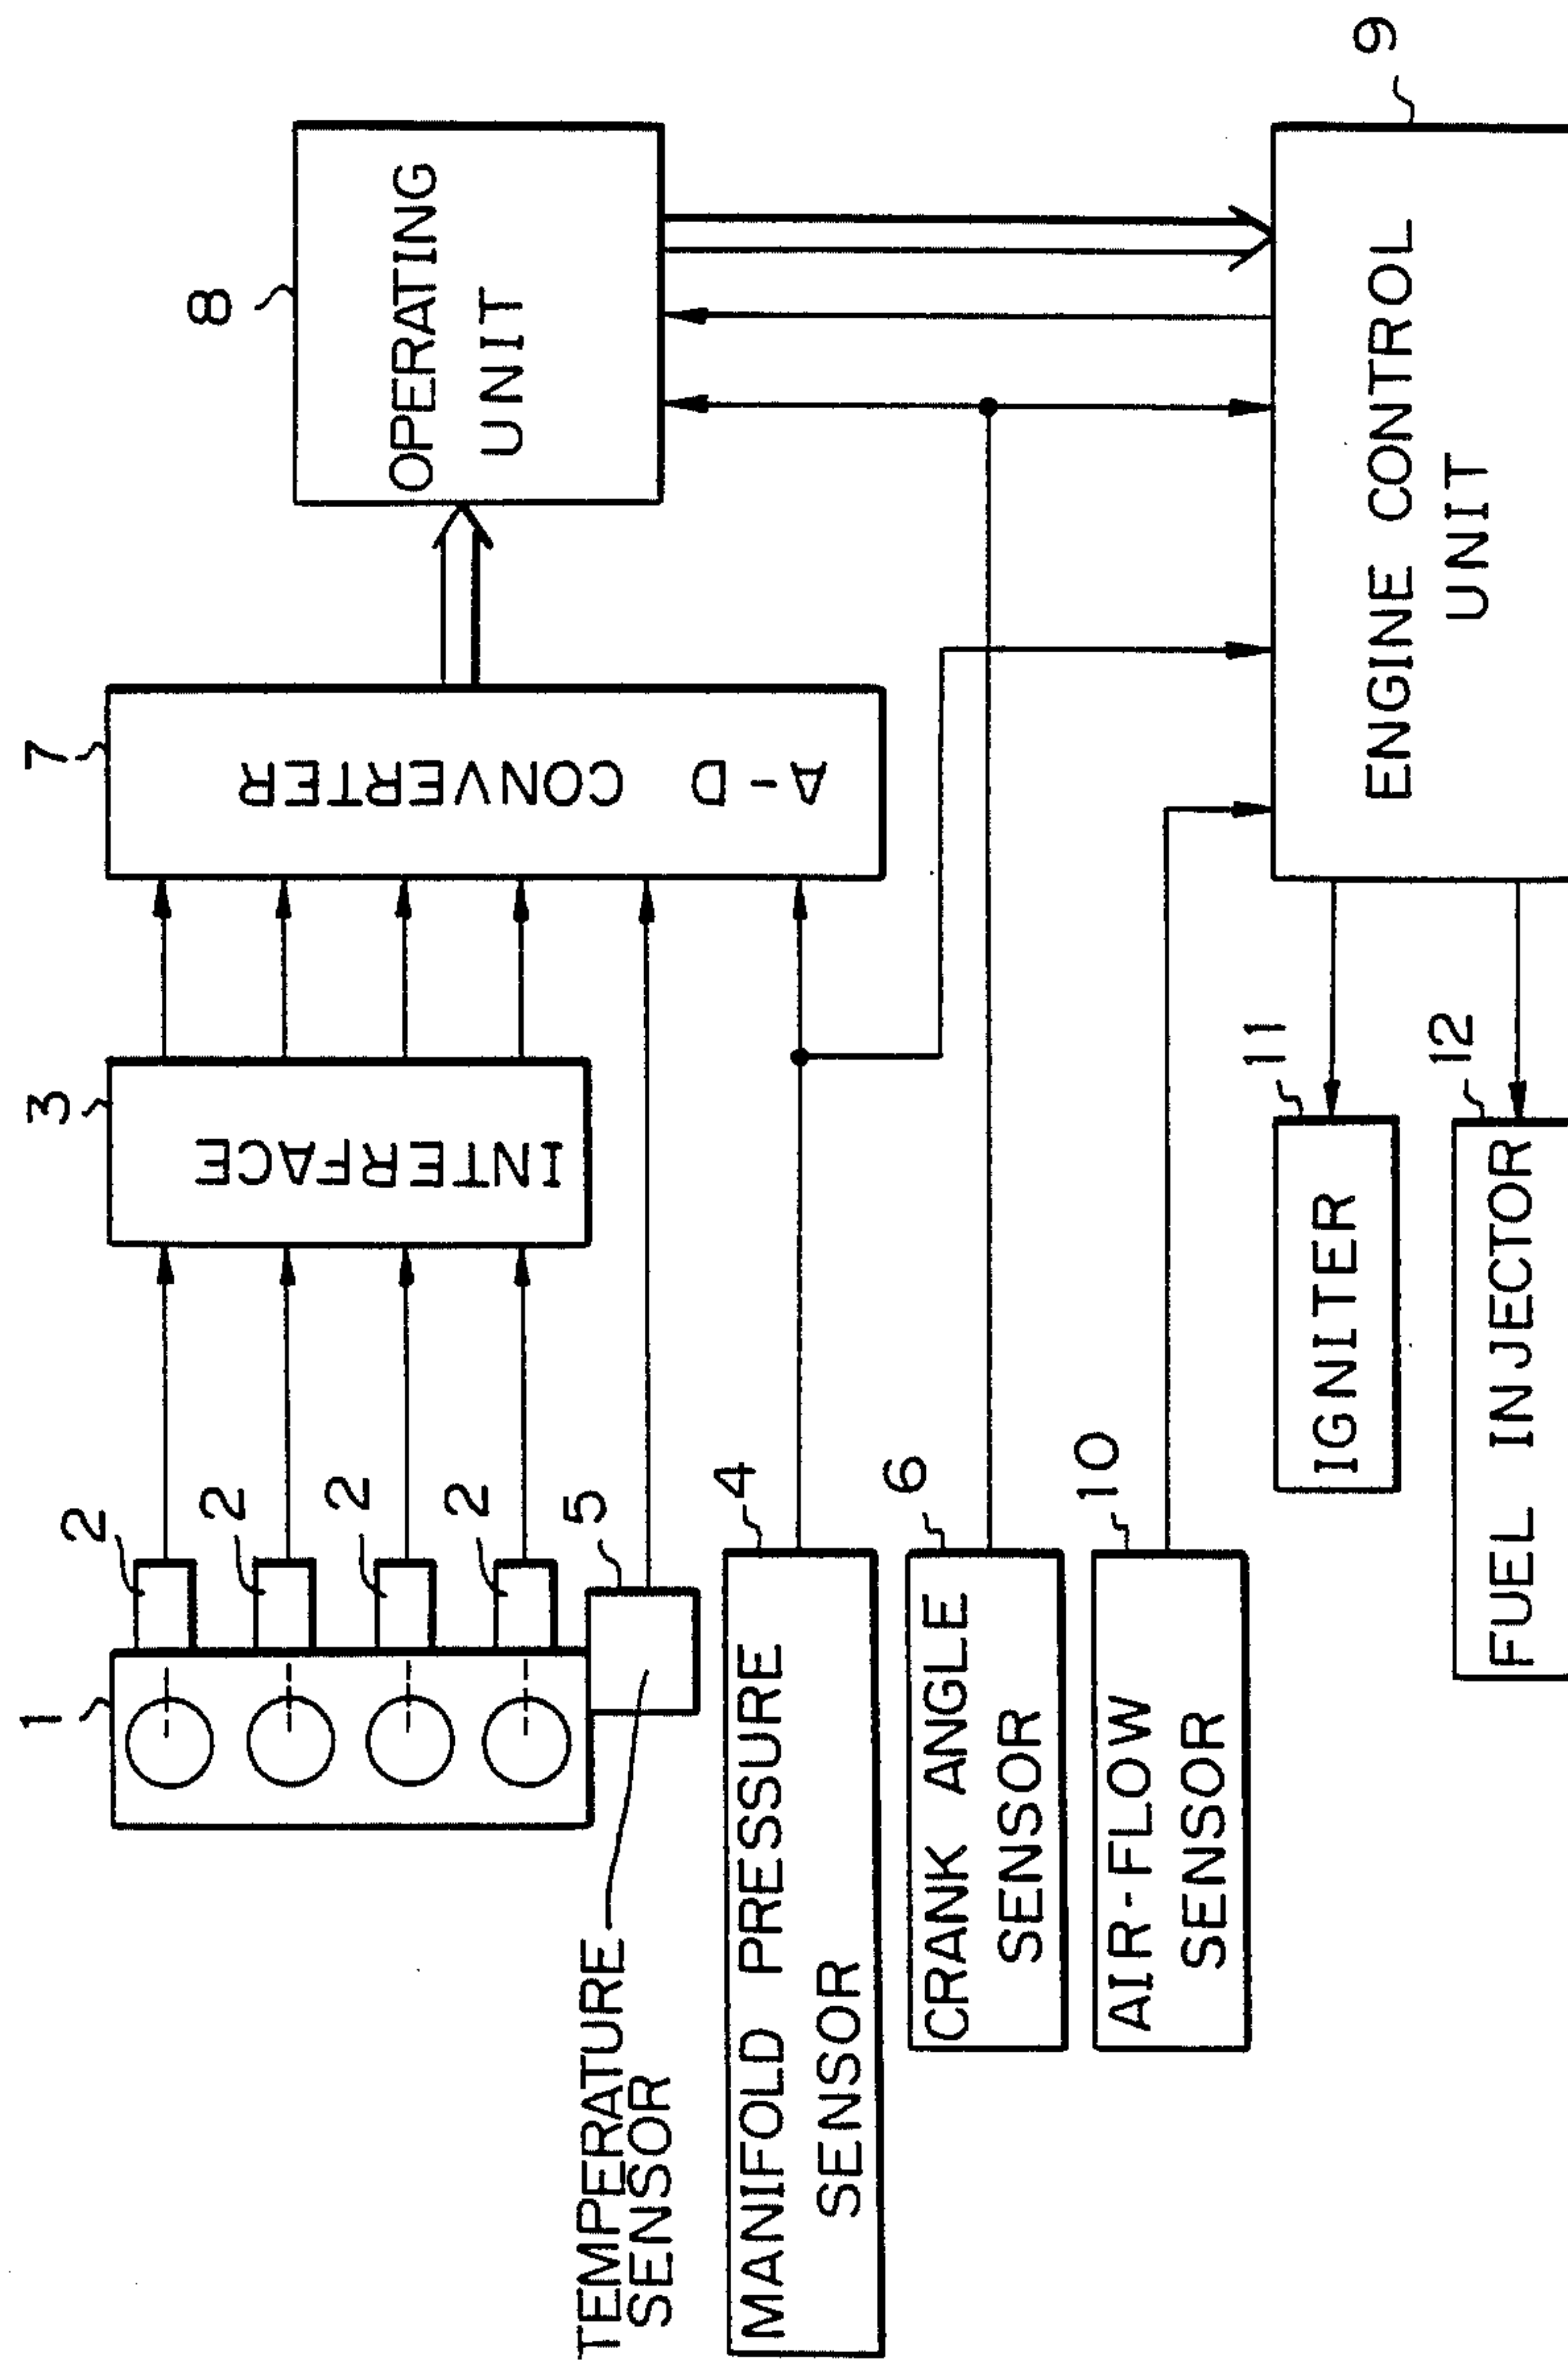 1
2
2
2
2
5
TEMPERATURE
SENSOR
3
INTERFACE
7
A-D CONVERTER
8
OPERATING
UNIT
4
MANIFOLD PRESSURE
SENSOR
6
CRANK ANGLE
SENSOR
10
AIR-FLOW
SENSOR
9
ENGINE CONTROL
UNIT
11
IGNITER
12
FUEL INJECTOR